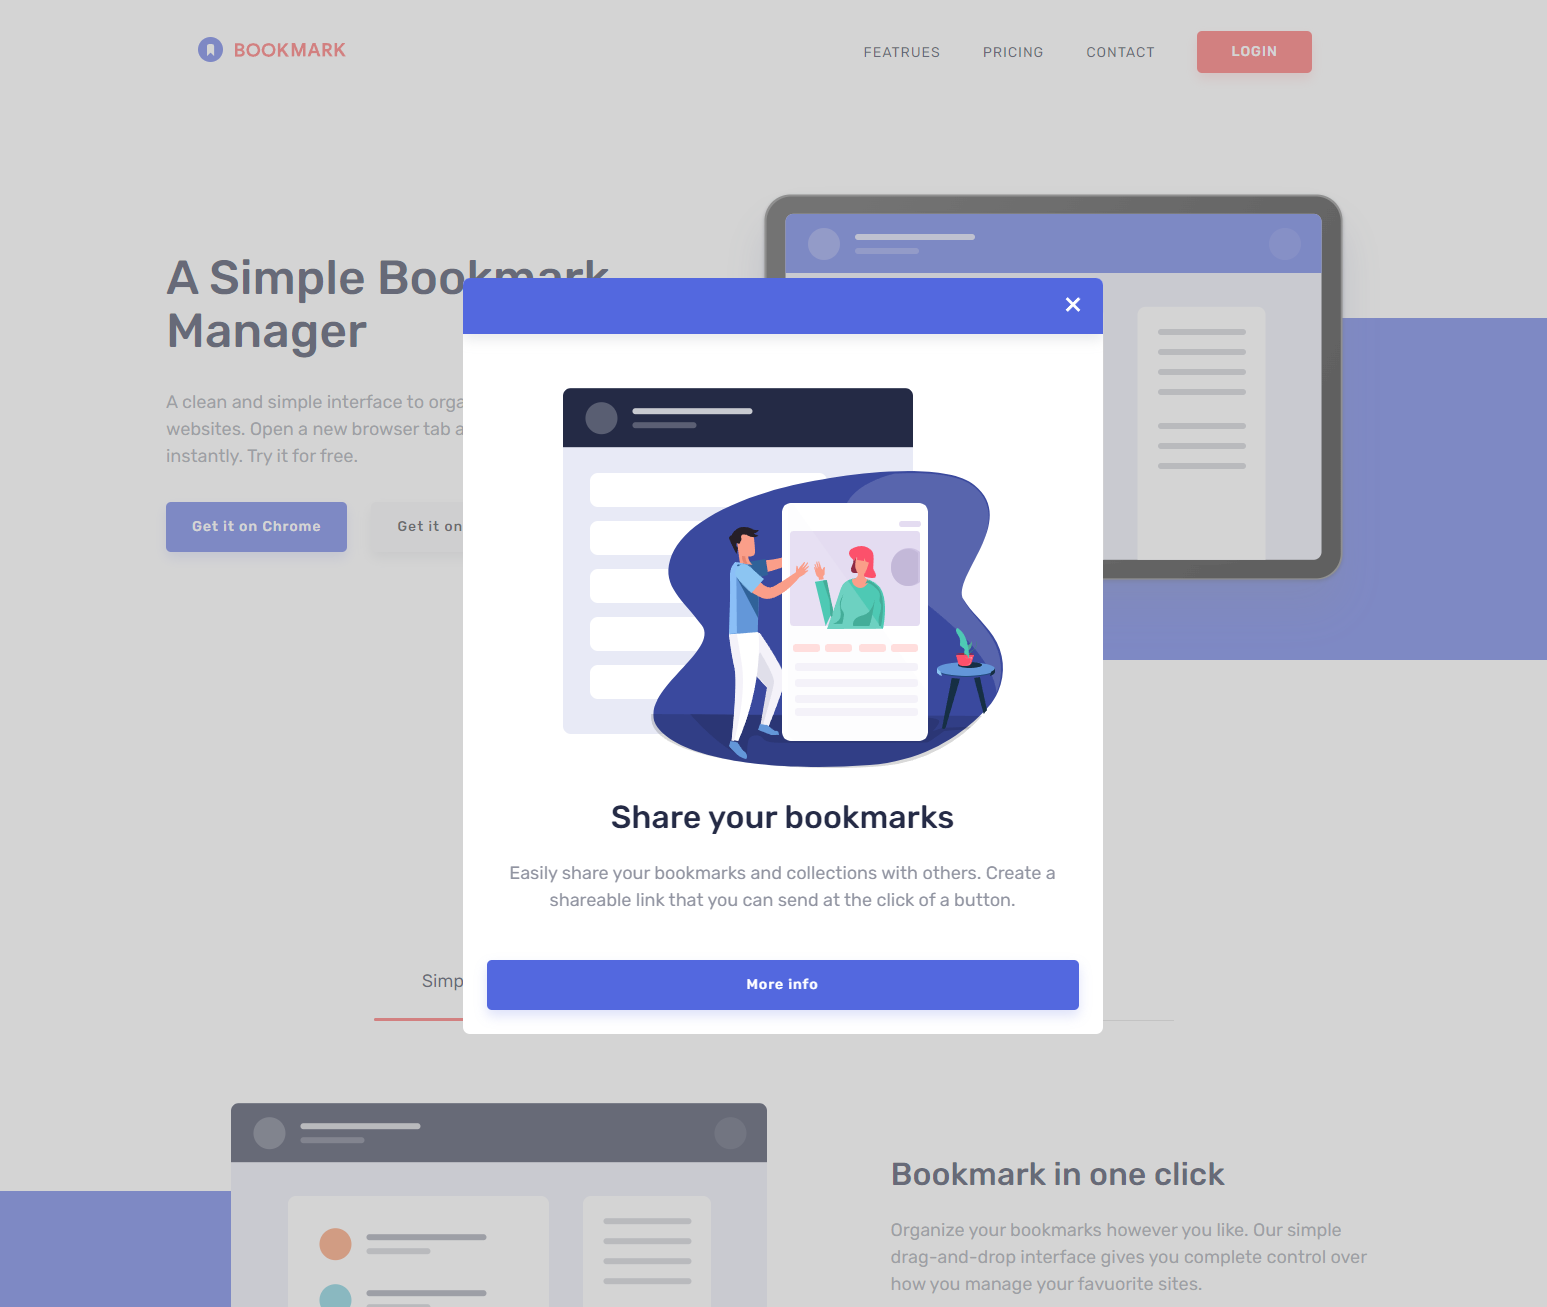 BOOKMARK
FEATRUES
PRICING
CONTACT
LOGIN
A Simple Bookmark
Manager
A clean and simple interface to orga
websites. Open a new browser tab a
instantly. Try it for free.
Get it on Chrome
Get it on
Share your bookmarks
Easily share your bookmarks and collections with others. Create a
shareable link that you can send at the click of a button.
More info
Simp
Bookmark in one click
Organize your bookmarks however you like. Our simple
drag-and-drop interface gives you complete control over
how you manage your favuorite sites.